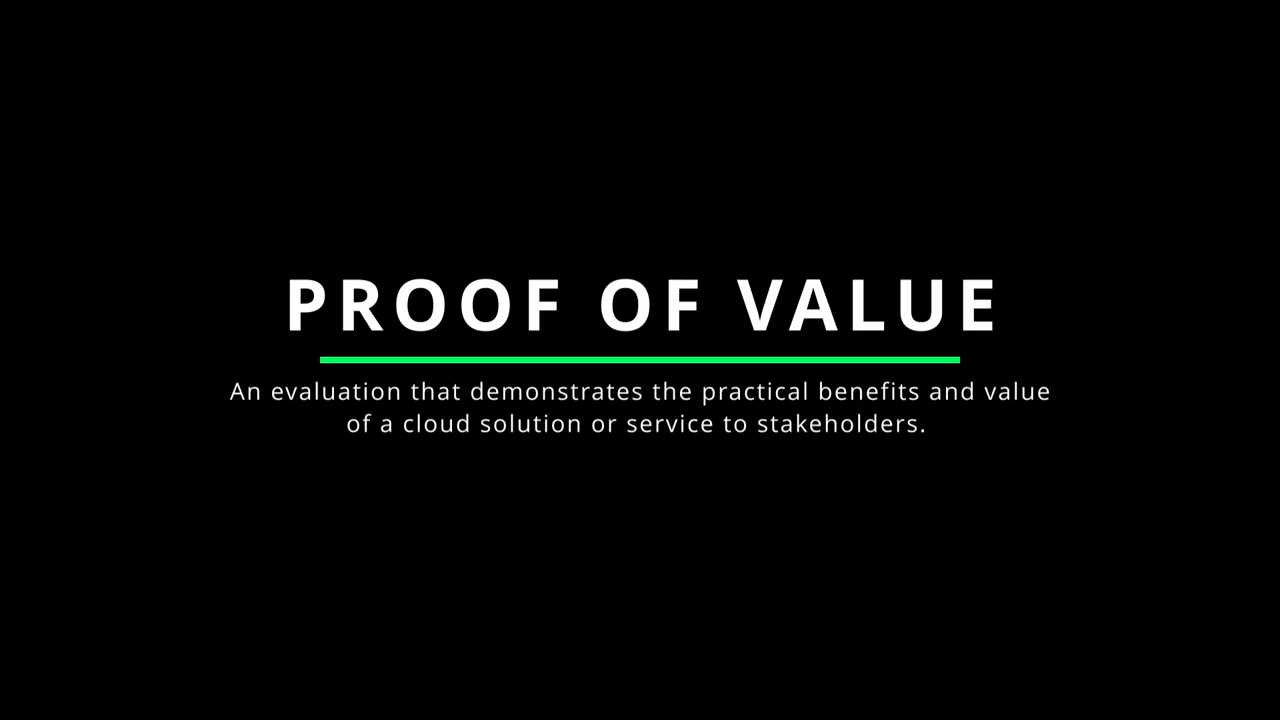 PROOF OF VALUE
An evaluation that demonstrates the practical benefits and value
of a cloud solution or service to stakeholders.